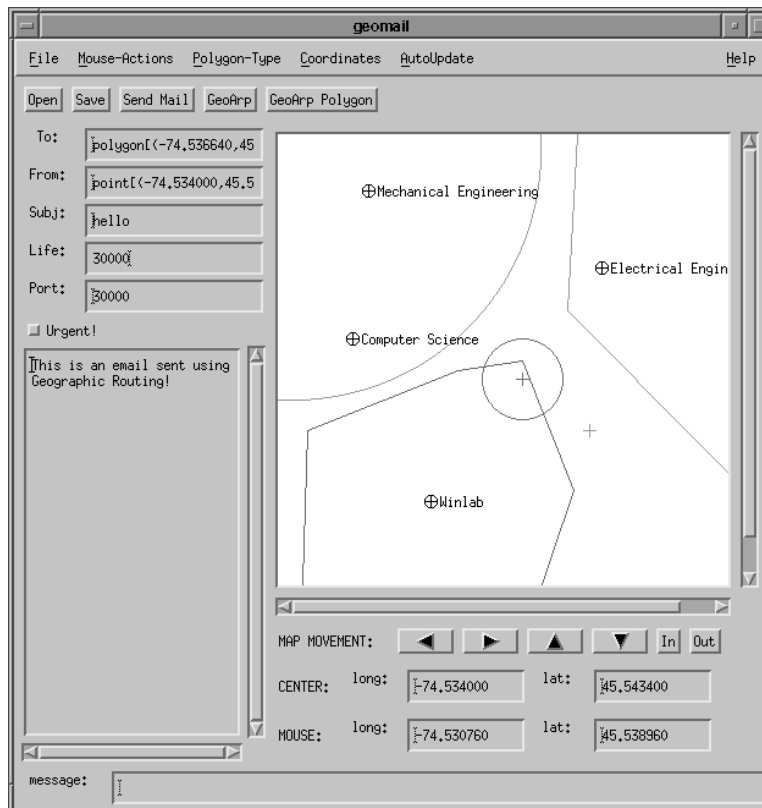 geomail
File Mouse-Actions Polygon-Type Coordinates AutoUpdate Help
Open Save Send Mail GeoArp GeoArp Polygon
To: polygon[(-74.536640,45
From: point[(-74.534000,45.5
Subj: hello
Life: 30000
Port: 30000
Urgent!
This is an email sent using
Geographic Routing!
Mechanical Engineering
Electrical Engin
Computer Science
Winlab
MAP MOVEMENT: In Out
CENTER: long: -74.534000 lat: 45.543400
MOUSE: long: -74.530760 lat: 45.538960
message: